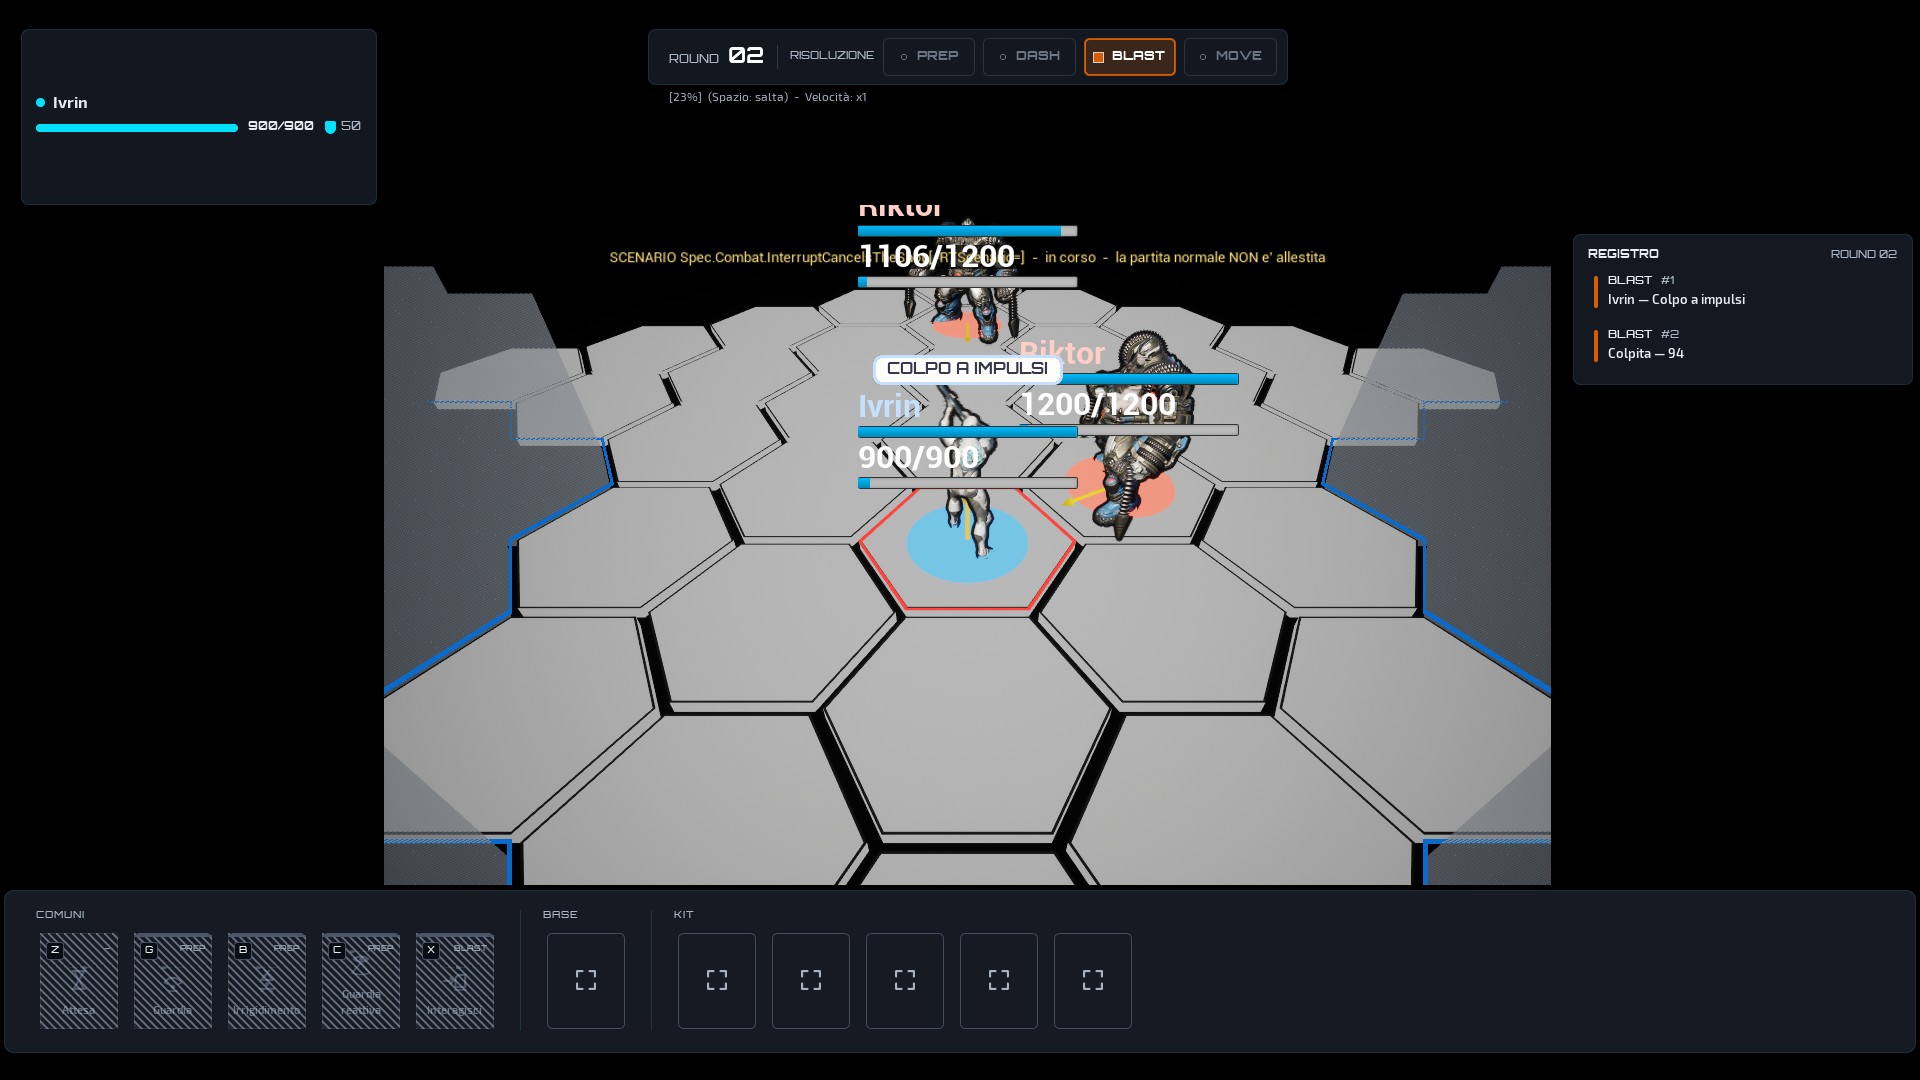 ROUND 02 RISOLUZIONE PREP DASH BLAST MOVE
[23%] (Spazio: salta) - Velocità: x1
Ivrin
900/900 50
Riktor
1106/1200
SCENARIO Spec.Combat.InterruptCancel
- in corso - la partita normale NON e' allestita
REGISTRO ROUND 02
BLAST #1
Ivrin — Colpo a impulsi
BLAST #2
Colpita — 94
Riktor
COLPO A IMPULSI
1200/1200
Ivrin
900/900
COMUNI
Z
Attesa
G PREP
Guardia
B PREP
Irrigidimento
C PREP
Guardia
reattiva
X BLAST
Interagisci
BASE
KIT